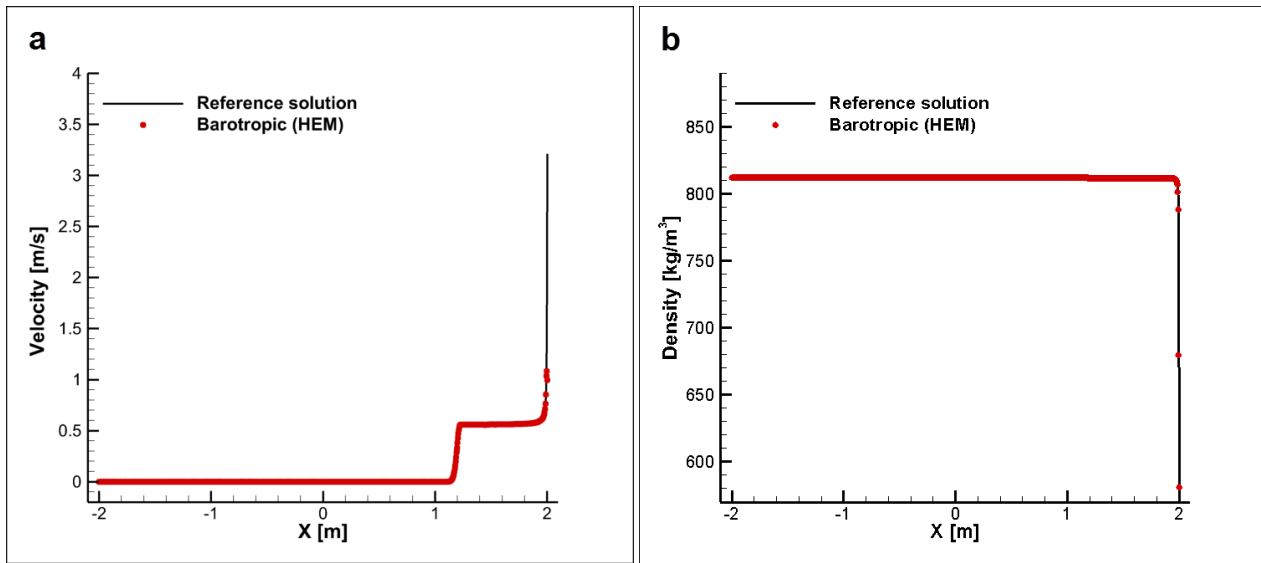 a
4
3.5
3
2.5
2
1.5
1
0.5
0
Velocity [m/s]
Reference solution
Barotropic (HEM)
-2 -1 0 1 2
X [m]
b
850
800
750
700
650
600
Density [kg/m³]
Reference solution
Barotropic (HEM)
-2 -1 0 1 2
X [m]